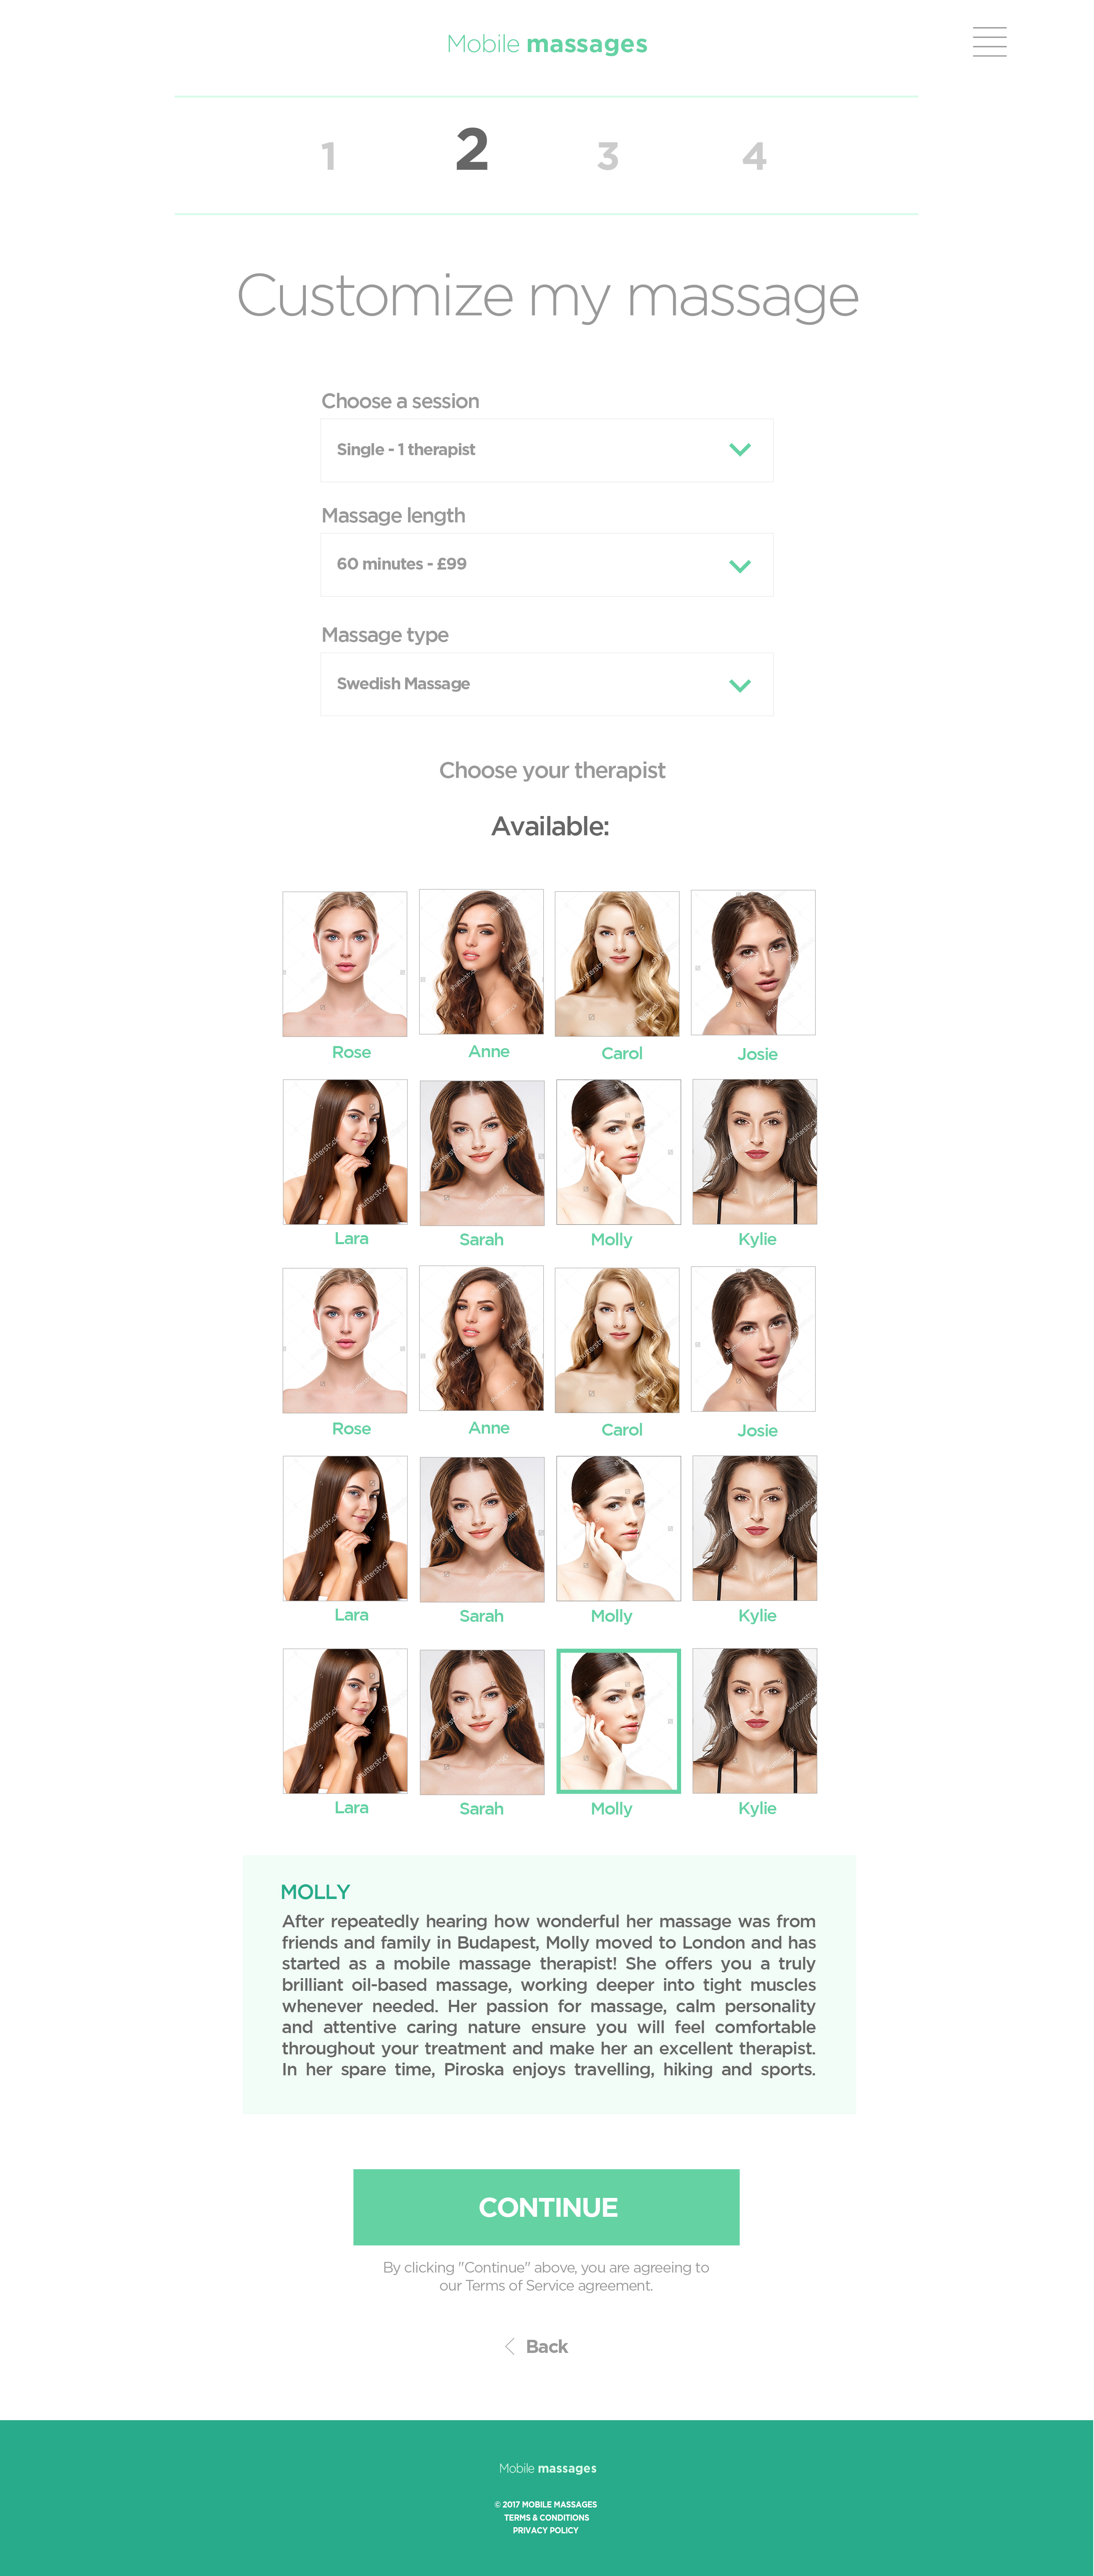 Mobile massages
1 2 3 4
Customize my massage
Choose a session
Single - 1 therapist
Massage length
60 minutes - £99
Massage type
Swedish Massage
Choose your therapist
Available:
Rose Anne Carol Josie
Lara Sarah Molly Kylie
Rose Anne Carol Josie
Lara Sarah Molly Kylie
Lara Sarah Molly Kylie
MOLLY
After repeatedly hearing how wonderful her massage was from
friends and family in Budapest, Molly moved to London and has
started as a mobile massage therapist! She offers you a truly
brilliant oil-based massage, working deeper into tight muscles
whenever needed. Her passion for massage, calm personality
and attentive caring nature ensure you will feel comfortable
throughout your treatment and make her an excellent therapist.
In her spare time, Piroska enjoys travelling, hiking and sports.
CONTINUE
By clicking "Continue" above, you are agreeing to
our Terms of Service agreement.
Back
Mobile massages
© 2017 MOBILE MASSAGES
TERMS & CONDITIONS
PRIVACY POLICY